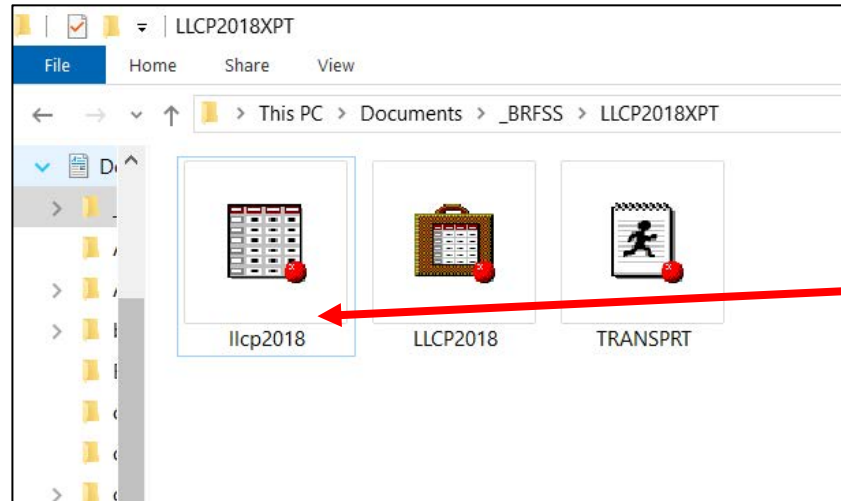 LLCP2018XPT
File Home Share View
> This PC > Documents > _BRFSS > LLCP2018XPT
llcp2018 LLCP2018 TRANSPRT